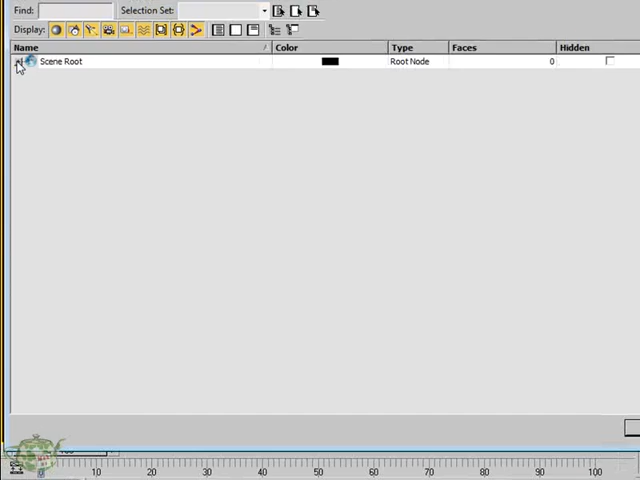 Find: Selection Set:
Display:
Name Color Type Faces Hidden
Scene Root Root Node 0
10 20 30 40 50 60 70 80 90 100